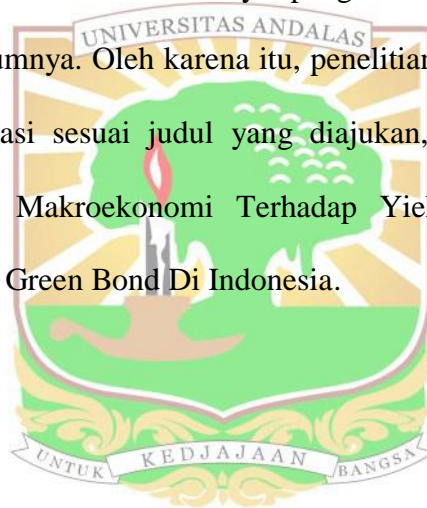 UNIVERSITAS ANDALAS
umnya. Oleh karena itu, penelitian
asi sesuai judul yang diajukan,
Makroekonomi Terhadap Yiel
Green Bond Di Indonesia.
UNTUK KEDJAJAAN BANGSA